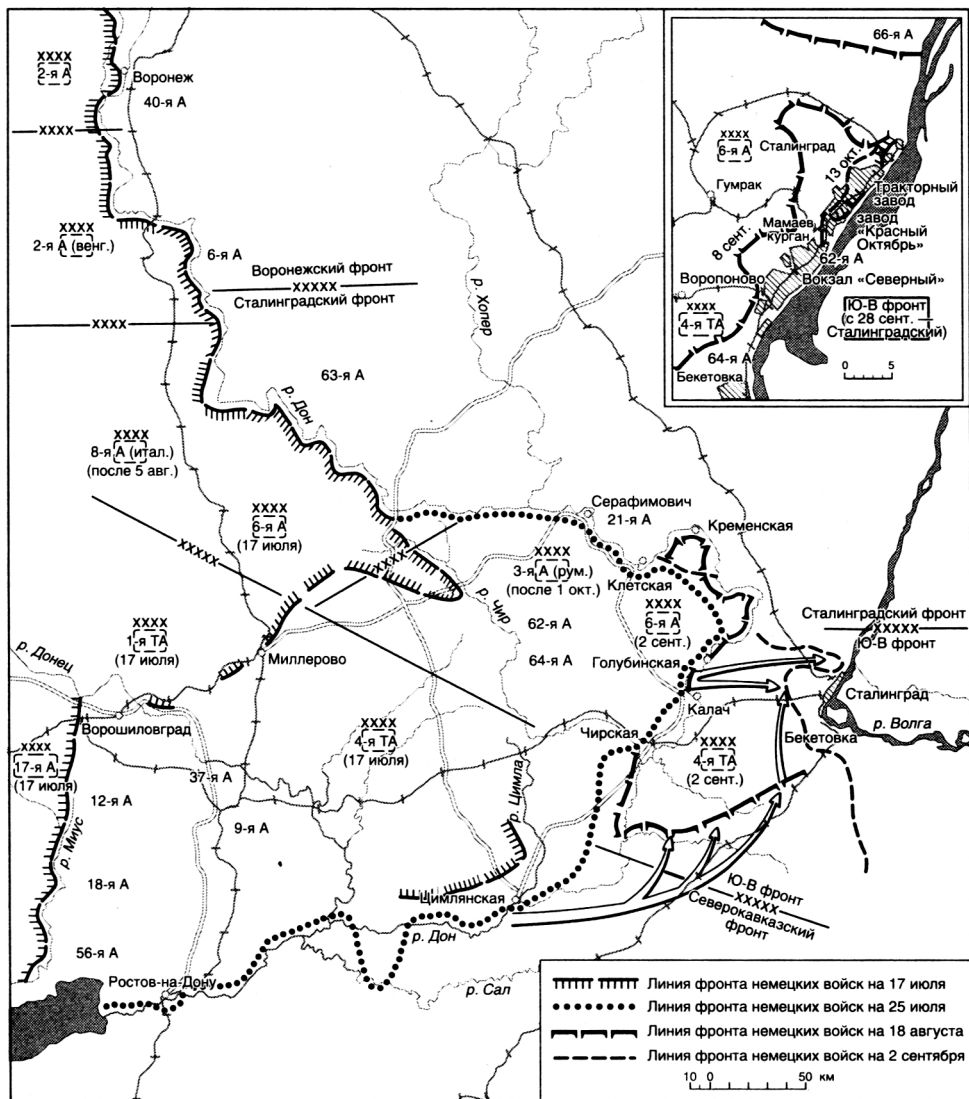 XXXX
2-я А
Воронеж
40-я А
XXXX
XXXX
2-я А (венг.)
6-я А
Воронежский фронт
XXXXX
Сталинградский фронт
XXXX
р. Хопер
63-я А
р. Дон
XXXX
8-я А (итал.)
(после 5 авг.)
XXXXX
XXXX
6-я А
(17 июля)
XXXX
Серафимович
21-я А
Кременская
XXXX
3-я А (рум.)
(после 1 окт.)
Клетская
р. Чир
62-я А
64-я А
XXXX
6-я А
(2 сент.)
Голубинская
Сталинградский фронт
XXXXX
Ю-В фронт
Сталинград
р. Волга
Калач
Бекетовка
XXXX
1-я ТА
(17 июля)
р. Донец
Миллерово
Ворошиловград
XXXX
17-я А
(17 июля)
37-я А
12-я А
9-я А
р. Миус
18-я А
56-я А
XXXX
4-я ТА
(17 июля)
Чирская
XXXX
4-я ТА
(2 сент.)
р. Цимла
Цимлянская
Ю-В фронт
XXXXX
Северокавказский
фронт
р. Дон
р. Сал
Ростов-на-Дону
66-я А
XXXX
6-я А
Сталинград
13 окт.
Гумрак
Тракторный
завод
завод
«Красный
Октябрь»
Мамаев
курган
8 сент.
62-я А
Воропоново
Вокзал «Северный»
XXXX
4-я ТА
Ю-В фронт
(с 28 сент.
Сталинградский)
64-я А
Бекетовка
0 5
Линия фронта немецких войск на 17 июля
Линия фронта немецких войск на 25 июля
Линия фронта немецких войск на 18 августа
Линия фронта немецких войск на 2 сентября
10 0 50 км